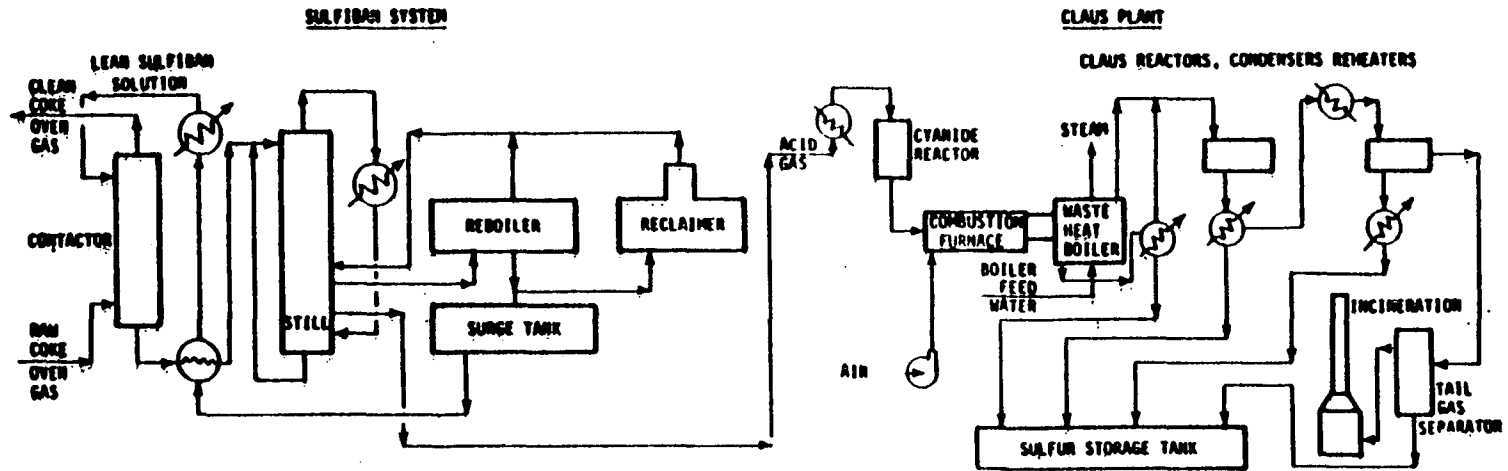 SULFIBAN SYSTEM
CLAUS PLANT
LEAN SULFIBAN
SOLUTION
CLEAN
COKE
OVEN
GAS
CONTACTOR
RAW
COKE
OVEN
GAS
STILL
REBOILER
RECLAIMER
SURGE TANK
CLAUS REACTORS, CONDENSERS REHEATERS
ACID
GAS
CYANIDE
REACTOR
STEAM
COMBUSTION
FURNACE
WASTE
HEAT
BOILER
BOILER
FEED
WATER
AIR
INCINERATION
TAIL
GAS
SEPARATOR
SULFUR STORAGE TANK